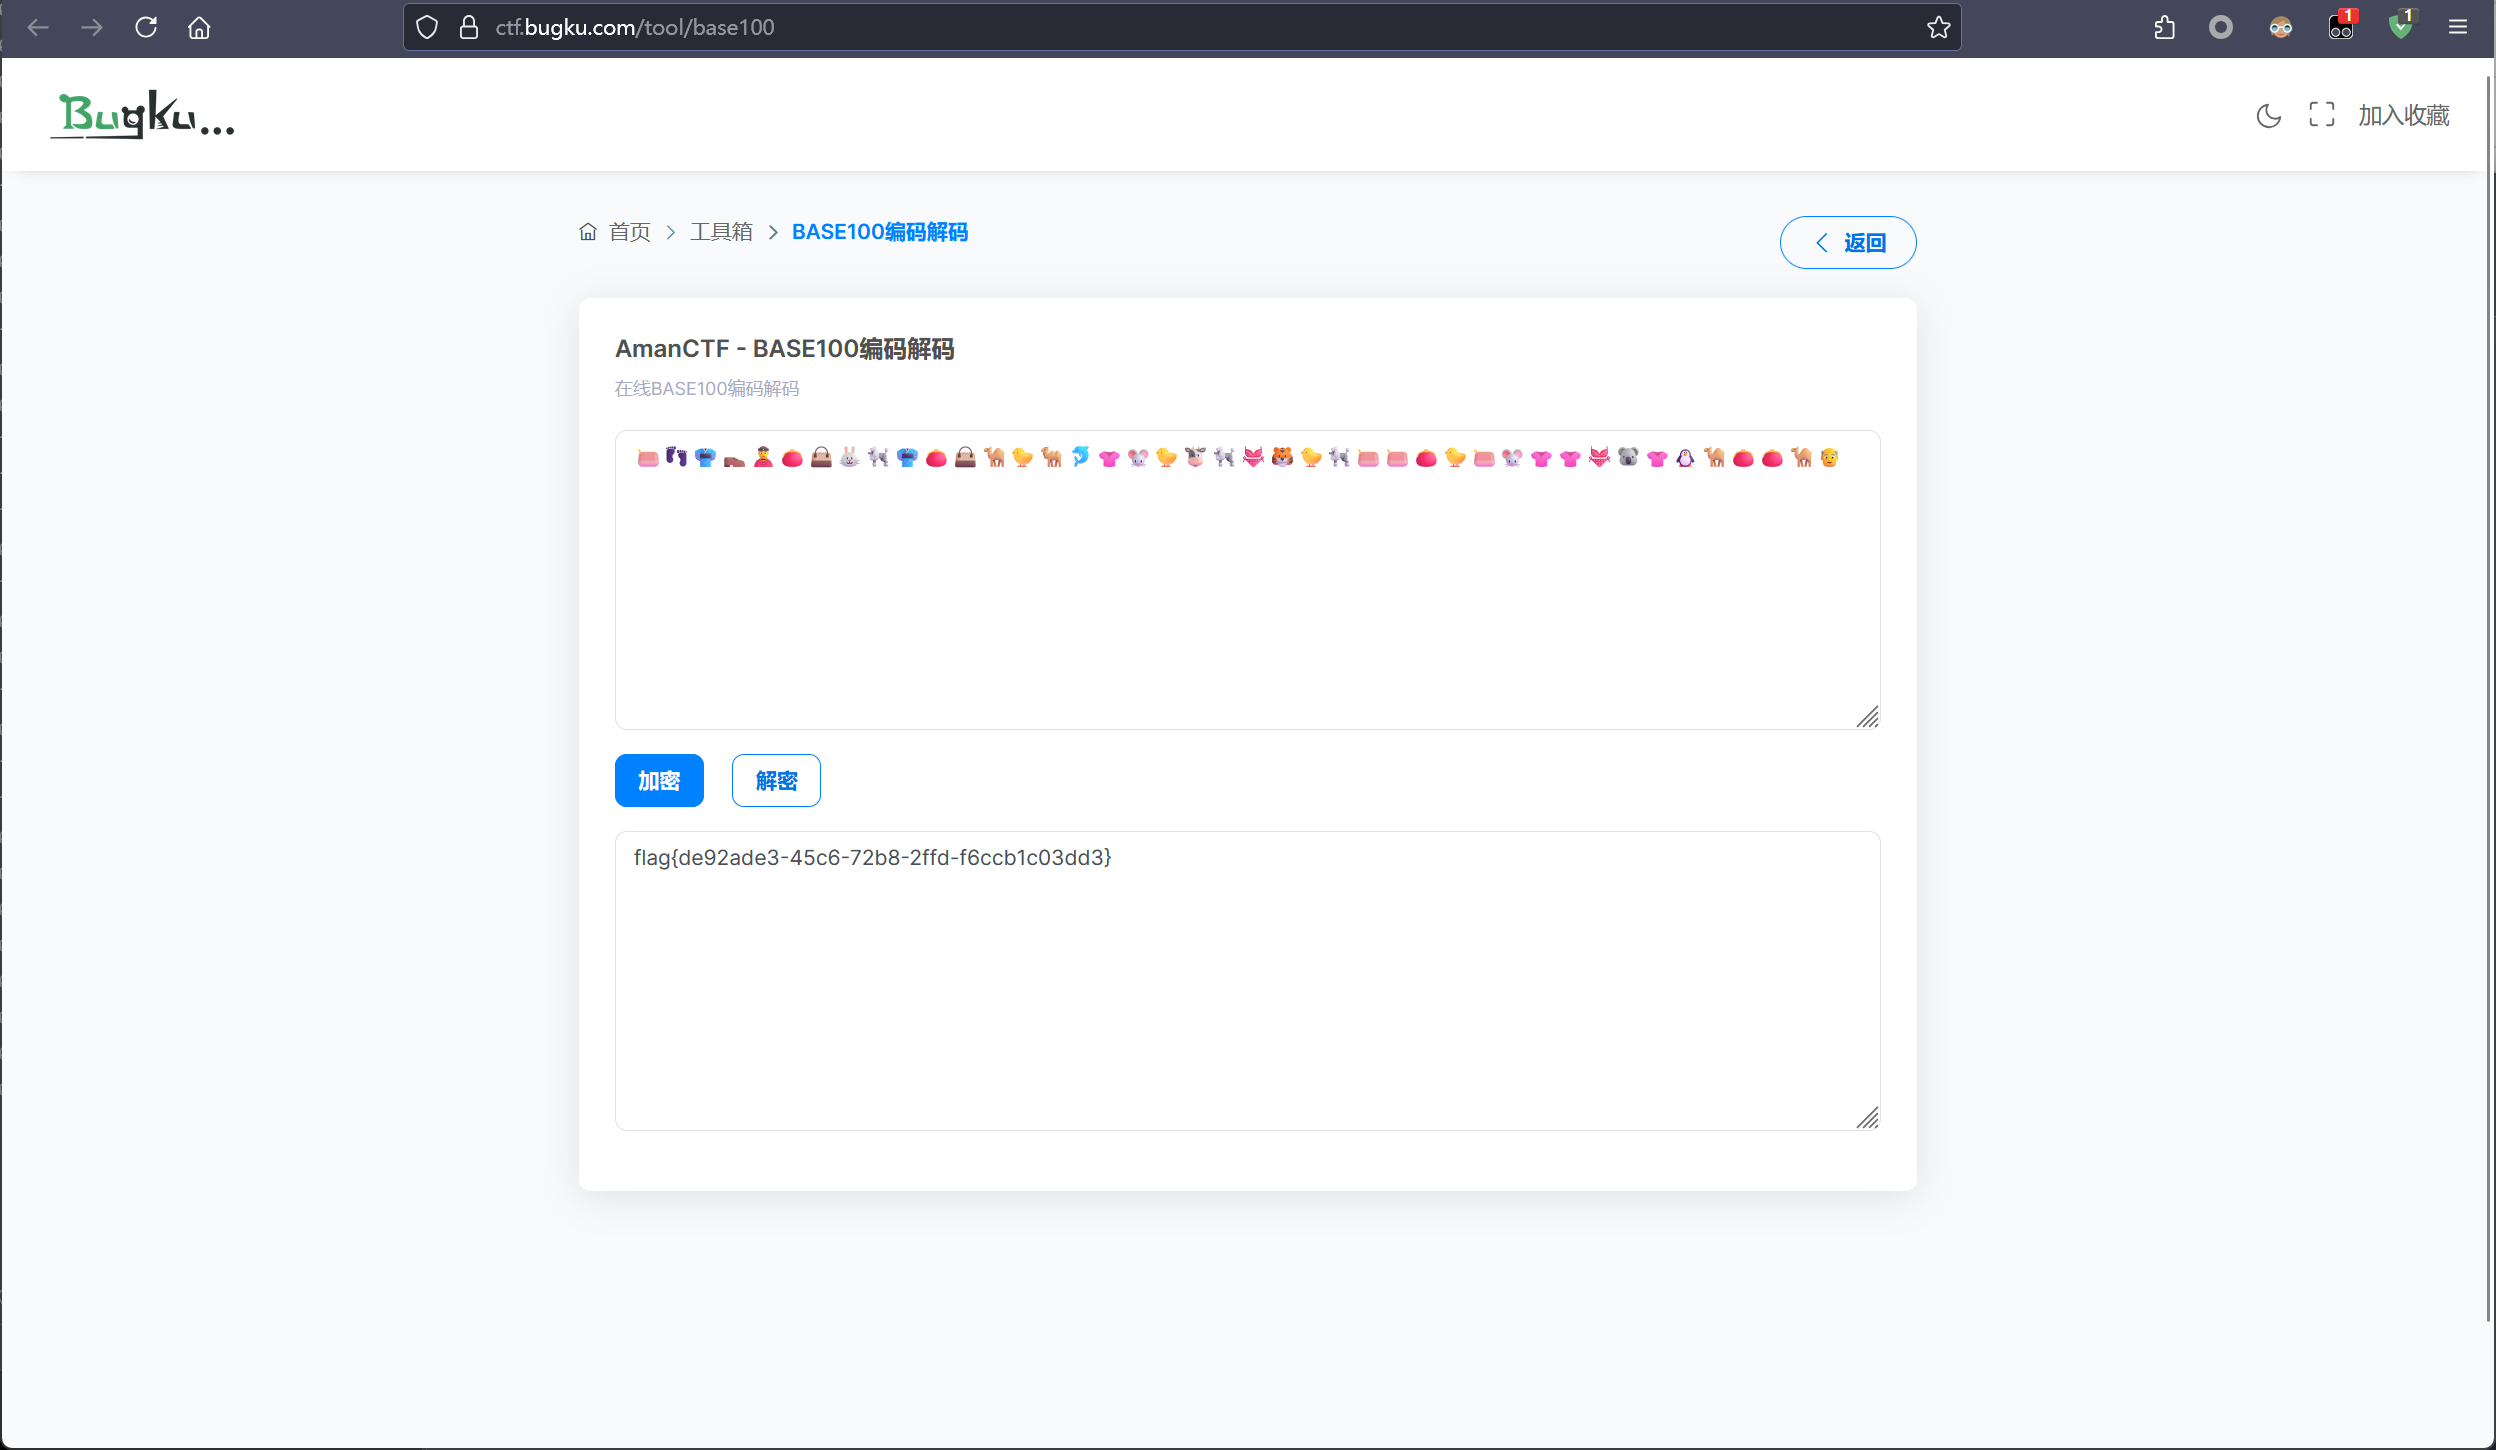 ctf.bugku.com/tool/base100
1
1
Bugku...
加入收藏
首页 > 工具箱 > BASE100编码解码
返回
AmanCTF - BASE100编码解码
在线BASE100编码解码
👝👣👘👞👲👛👜🐰🐩👘👛👜🐪🐤🐫🐬👚🐭🐤🐮🐩👙🐯🐤🐩👝👝👛🐤👝🐭👚👚👙🐨👚🐧🐪👛👛🐪👴
加密
解密
flag{de92ade3-45c6-72b8-2ffd-f6ccb1c03dd3}